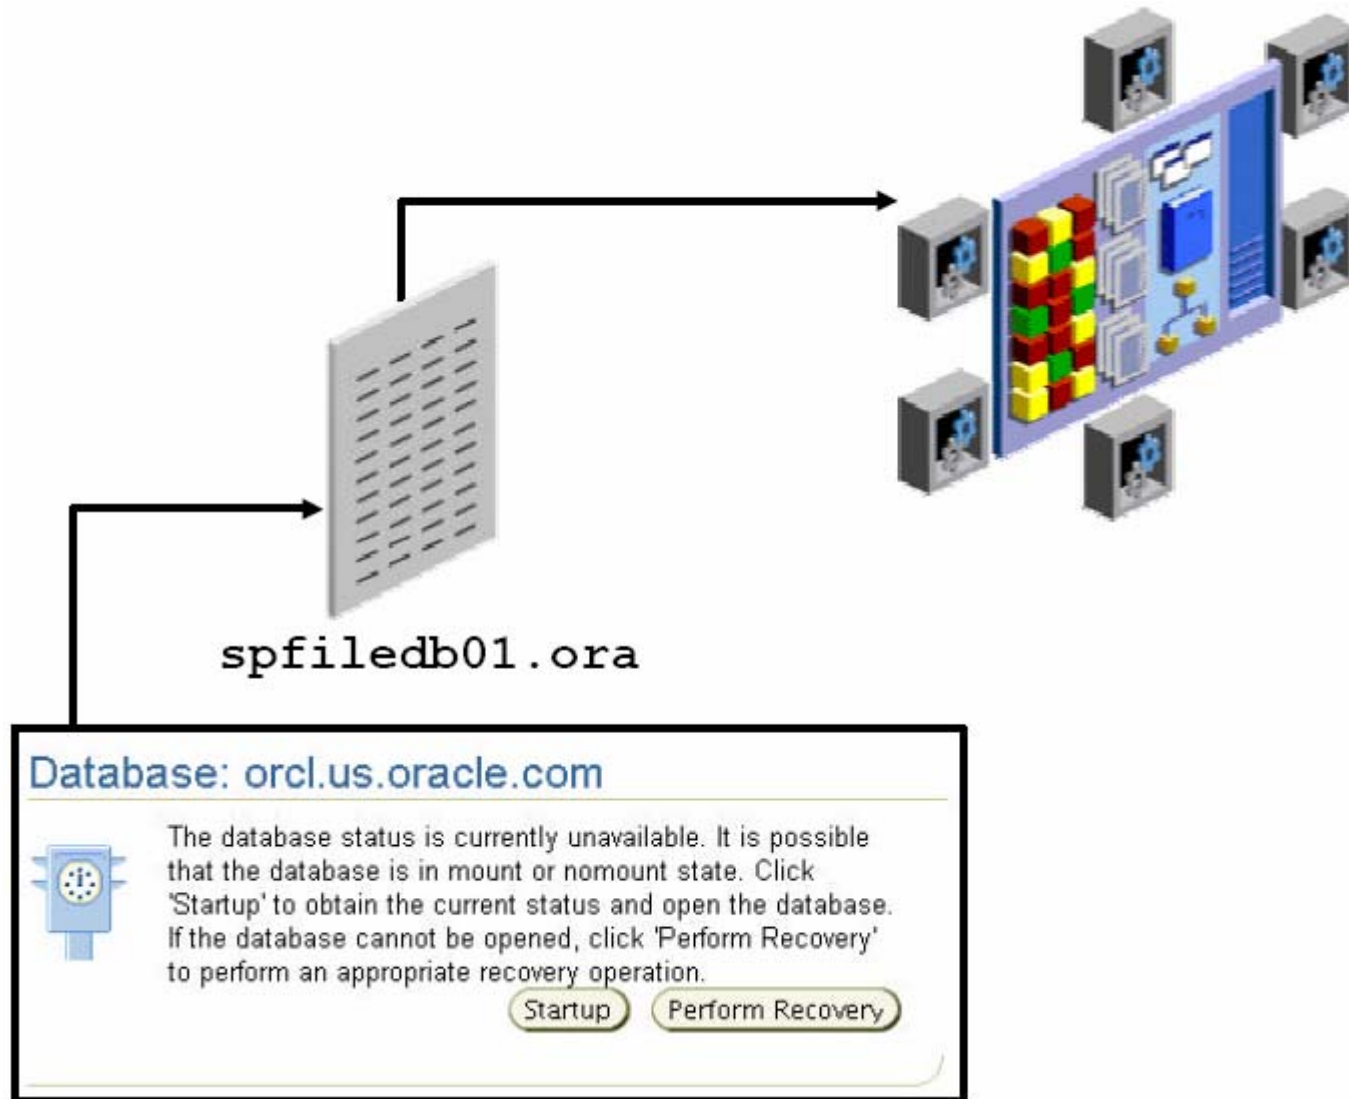 spfiledb01.ora
Database: orcl.us.oracle.com
The database status is currently unavailable. It is possible
that the database is in mount or nomount state. Click
'Startup' to obtain the current status and open the database.
If the database cannot be opened, click 'Perform Recovery'
to perform an appropriate recovery operation.
Startup
Perform Recovery